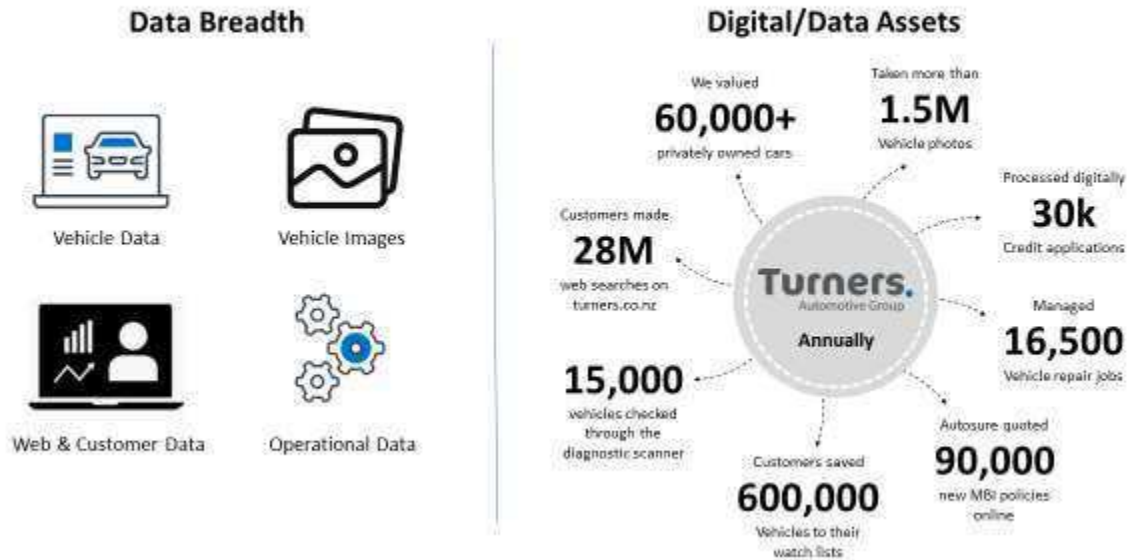 Data Breadth
Vehicle Data
Vehicle Images
Web & Customer Data
Operational Data
Digital/Data Assets
We valued
60,000+
privately owned cars
Taken more than
1.5M
Vehicle photos
Processed digitally
30k
Credit applications
Managed
16,500
Vehicle repair jobs
Autosure quoted
90,000
new MBI policies
online
Customers saved
600,000
Vehicles to their
watch lists
15,000
vehicles checked
through the
diagnostic scanner
Customers made
28M
web searches on
turners.co.nz
Turners.
Automotive Group
Annually